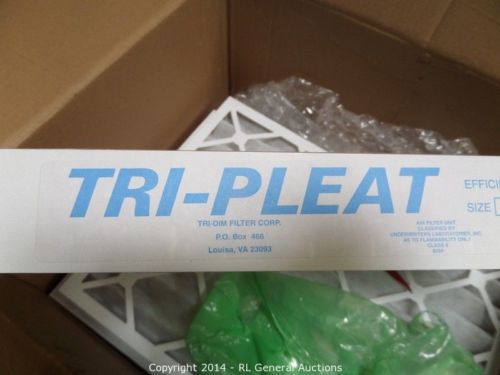 TRI-PLEAT
TRI-DIM FILTER CORP.
P.O. Box 466
Louisa, VA 23093
EFFICI
SIZE
AIR FILTER UNIT
CLASSIFIED BY
UNDERWRITERS LABORATORIES, INC.
AS TO FLAMMABILITY ONLY
CLASS 2
Copyright 2014 - RL General Auctions